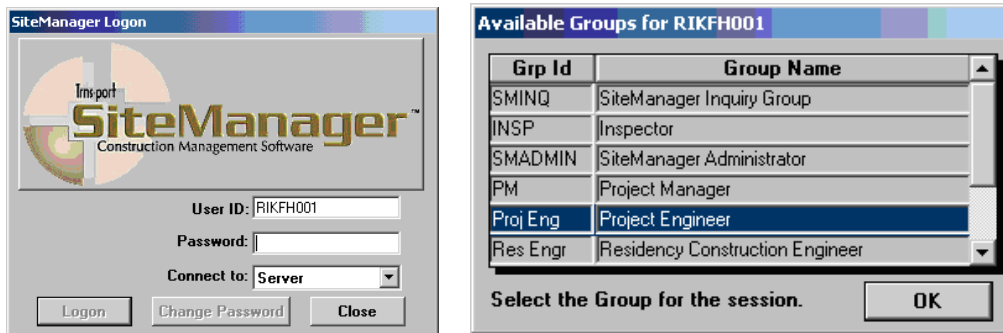 SiteManager Logon
Trns·port
SiteManager™
Construction Management Software
User ID: RIKFH001
Password:
Connect to: Server
Logon Change Password Close
Available Groups for RIKFH001
Grp Id Group Name
SMINQ SiteManager Inquiry Group
INSP Inspector
SMADMIN SiteManager Administrator
PM Project Manager
Proj Eng Project Engineer
Res Engr Residency Construction Engineer
Select the Group for the session. OK